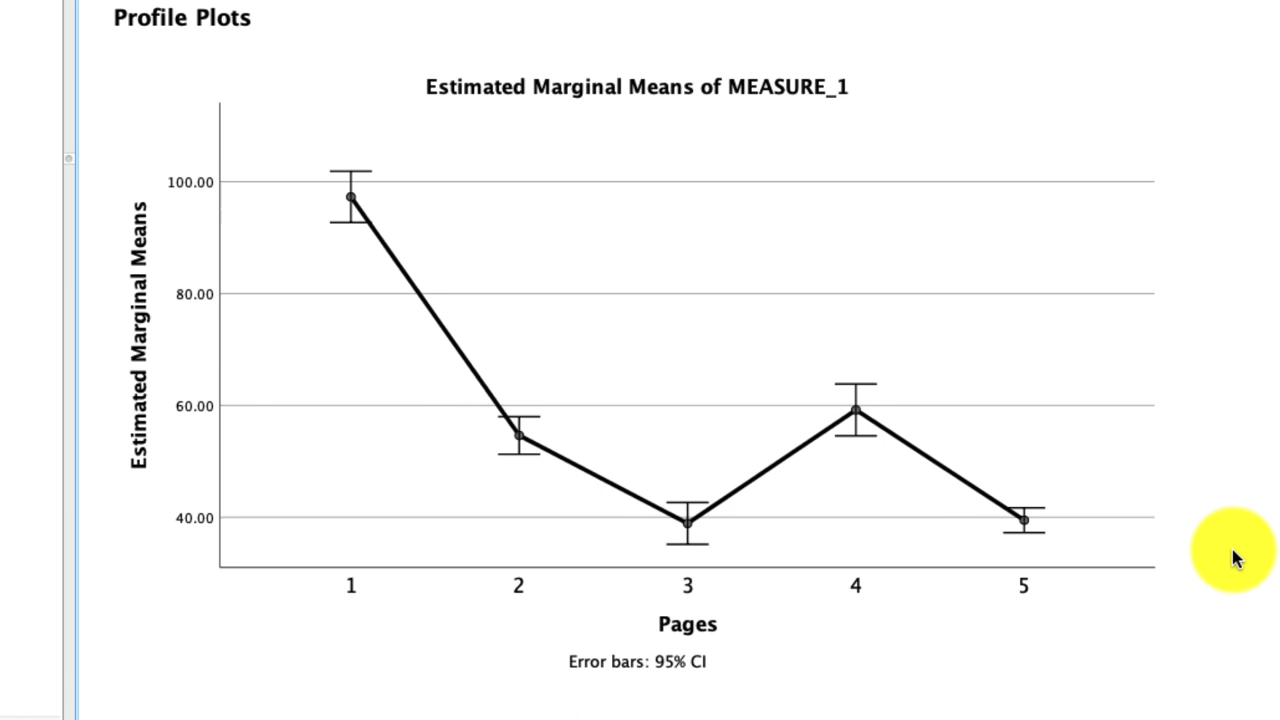 Profile Plots
Estimated Marginal Means of MEASURE_1
Estimated Marginal Means
100.00
80.00
60.00
40.00
1 2 3 4 5
Pages
Error bars: 95% CI